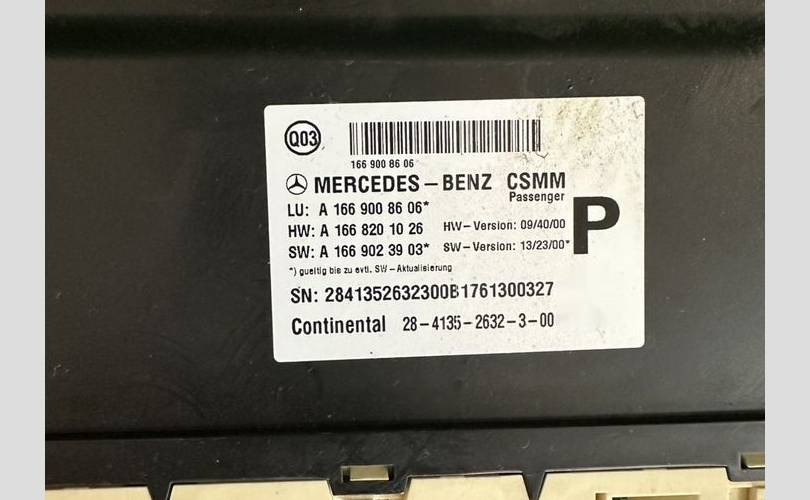 Q03
166 900 86 06
MERCEDES-BENZ CSMM
Passenger
P
LU: A 166 900 86 06*
HW: A 166 820 10 26 HW-Version: 09/40/00
SW: A 166 902 39 03* SW-Version: 13/23/00*
*) gueltig bis zu evtl. SW-Aktualisierung
SN: 2841352632300B1761300327
Continental 28-4135-2632-3-00